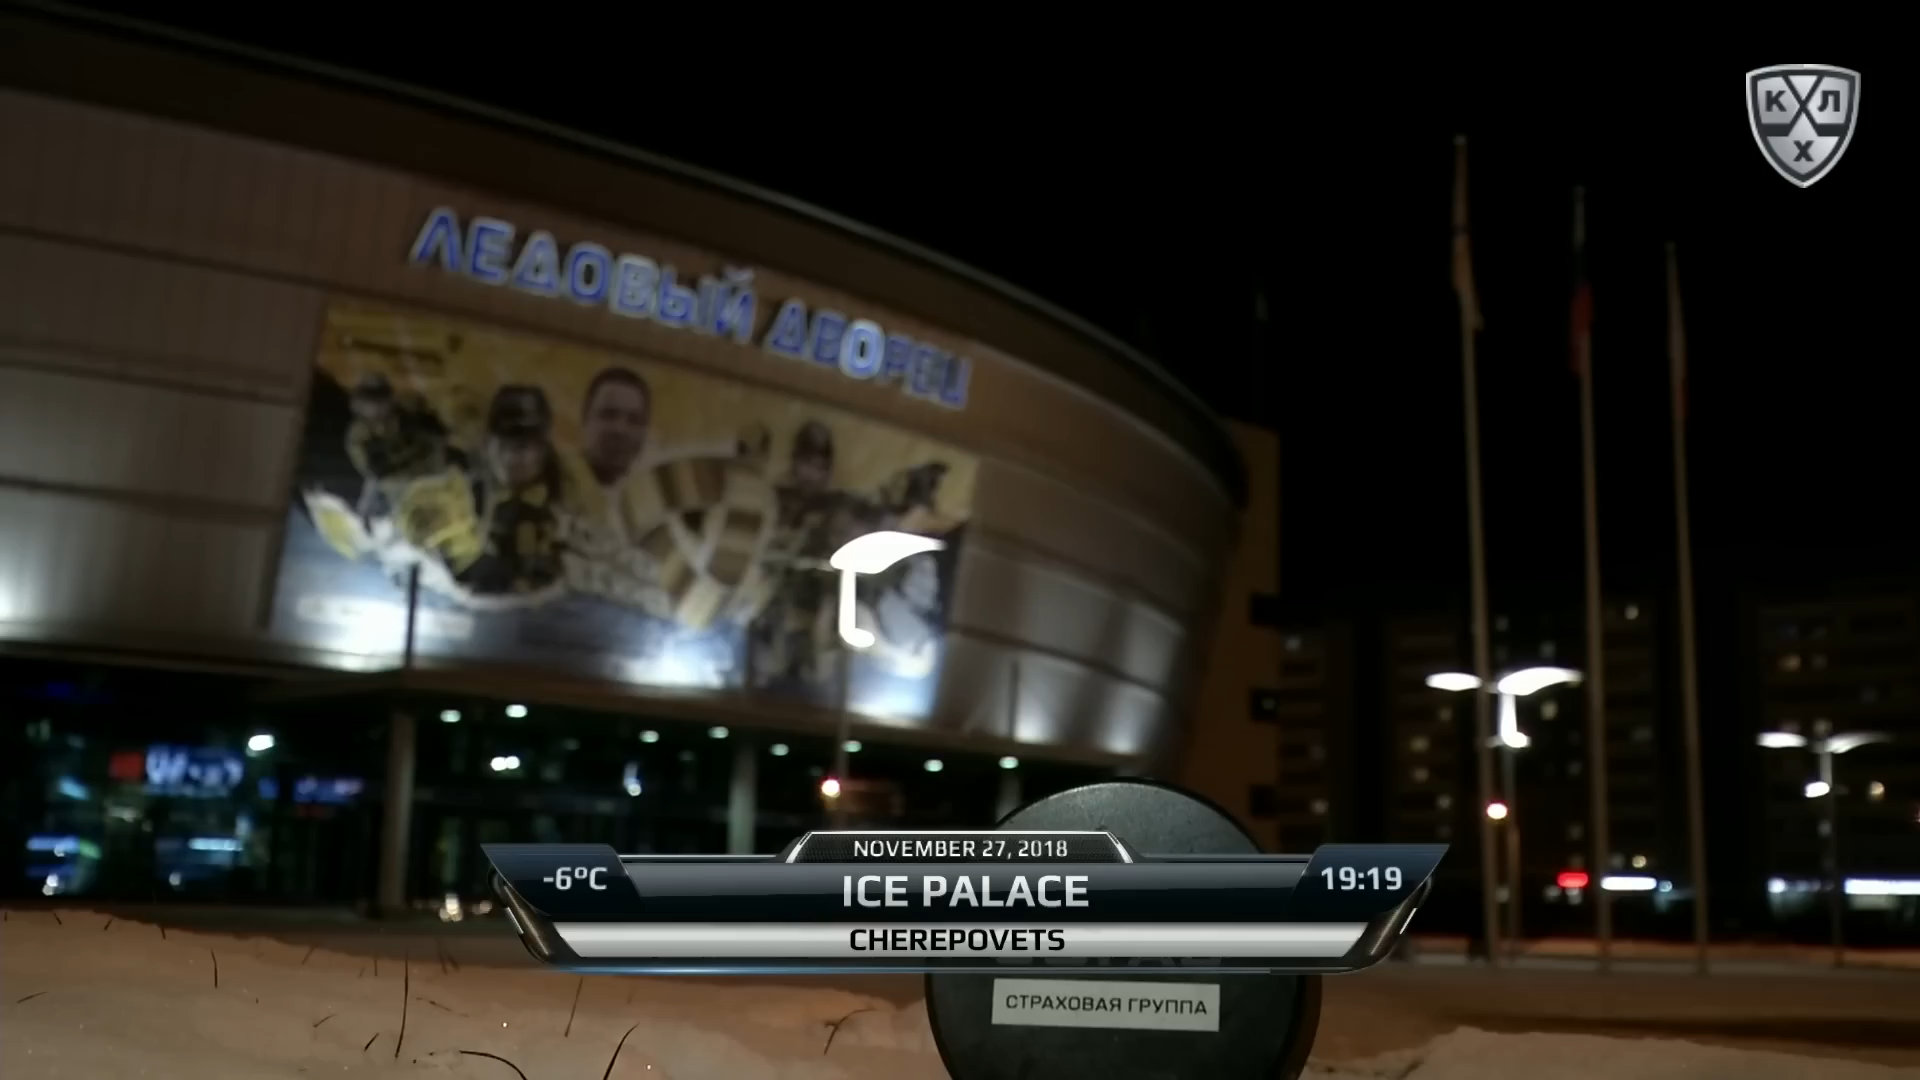 КХЛ
ЛЕДОВЫЙ ДВОРЕЦ
NOVEMBER 27, 2018
-6°C
ICE PALACE
19:19
CHEREPOVETS
СТРАХОВАЯ ГРУППА